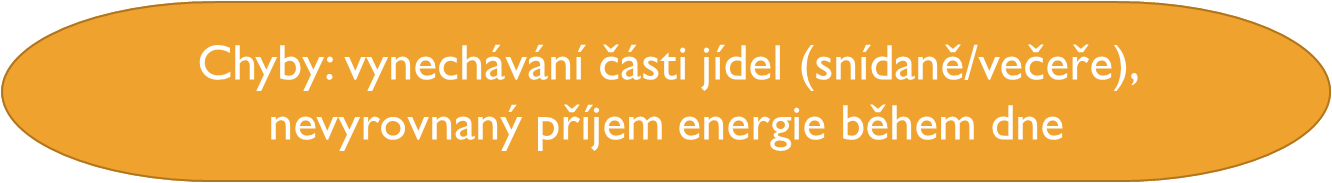 Chyby: vynechávání části jídel (snídaně/večeře),
nevyrovnaný příjem energie během dne